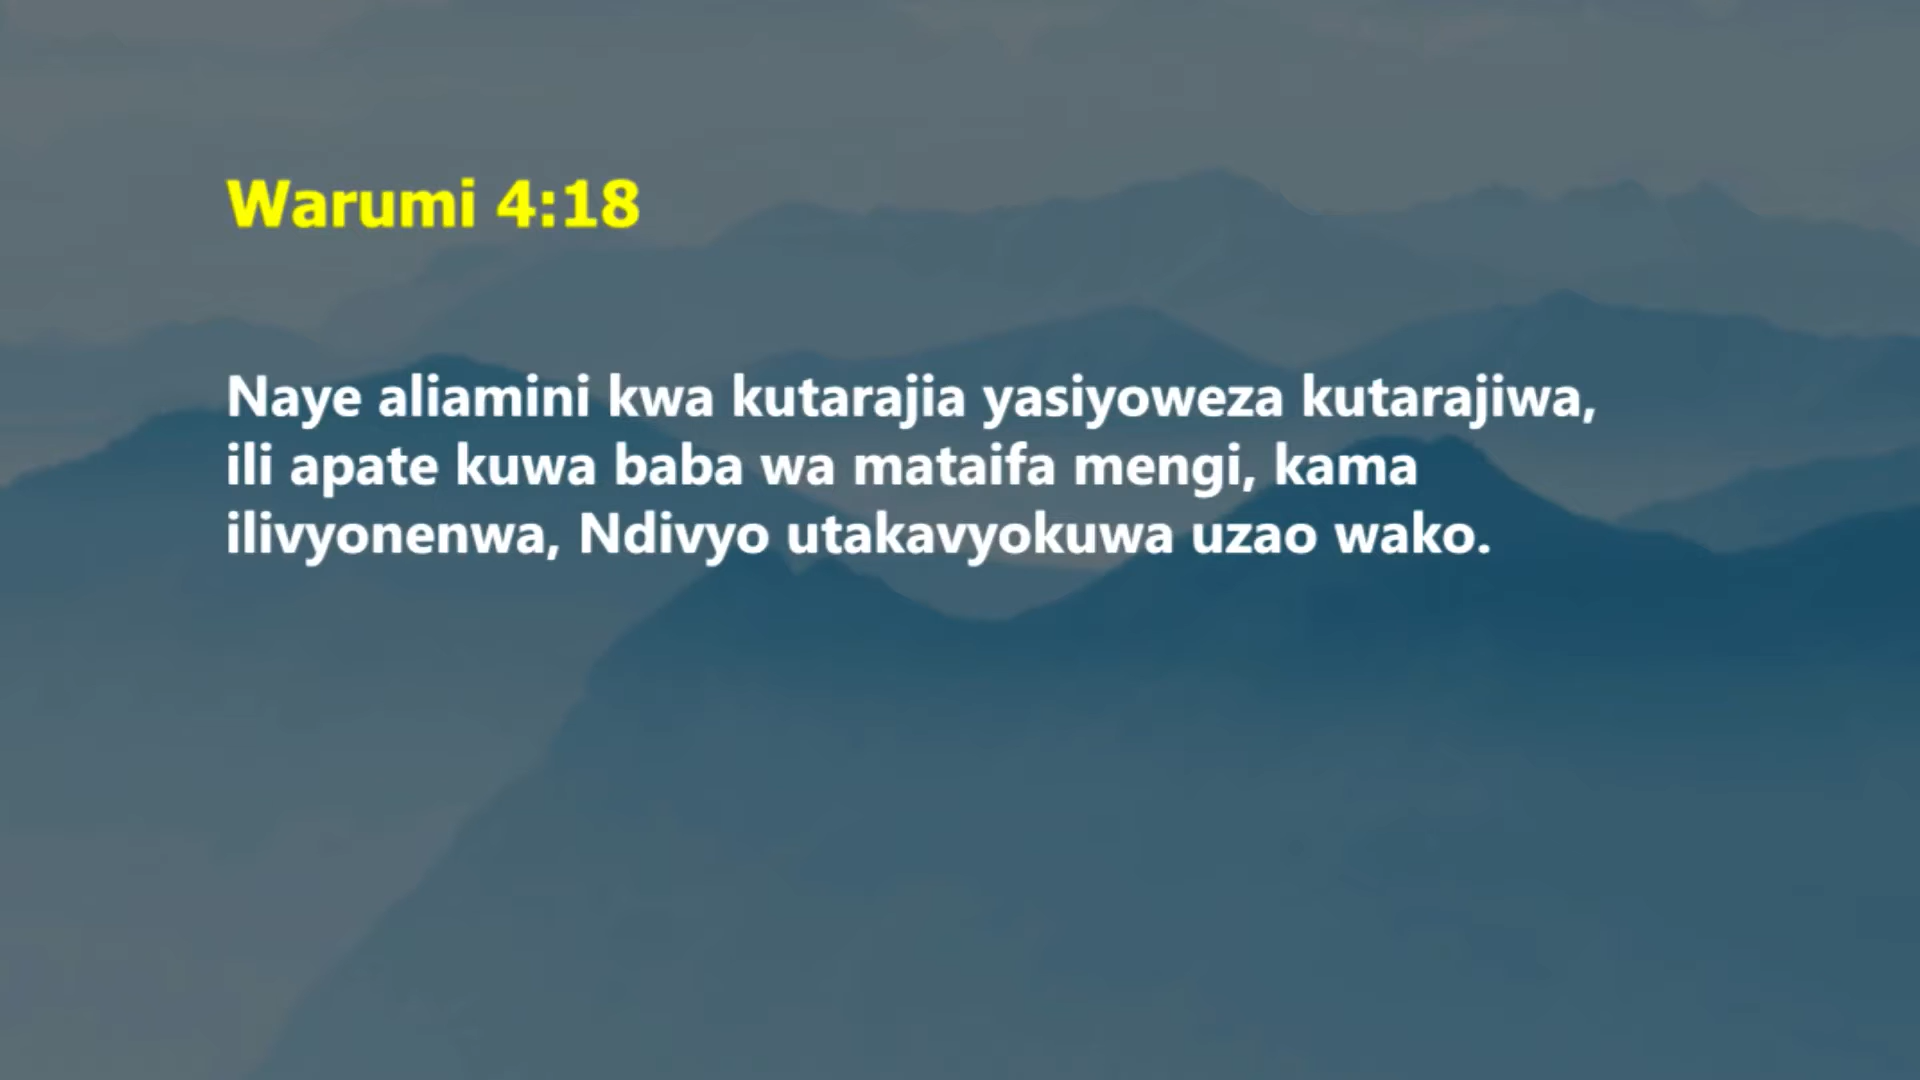 Warumi 4:18
Naye aliamini kwa kutarajia yasiyoweza kutarajiwa,
ili apate kuwa baba wa mataifa mengi, kama
ilivyonenwa, Ndivyo utakavyokuwa uzao wako.